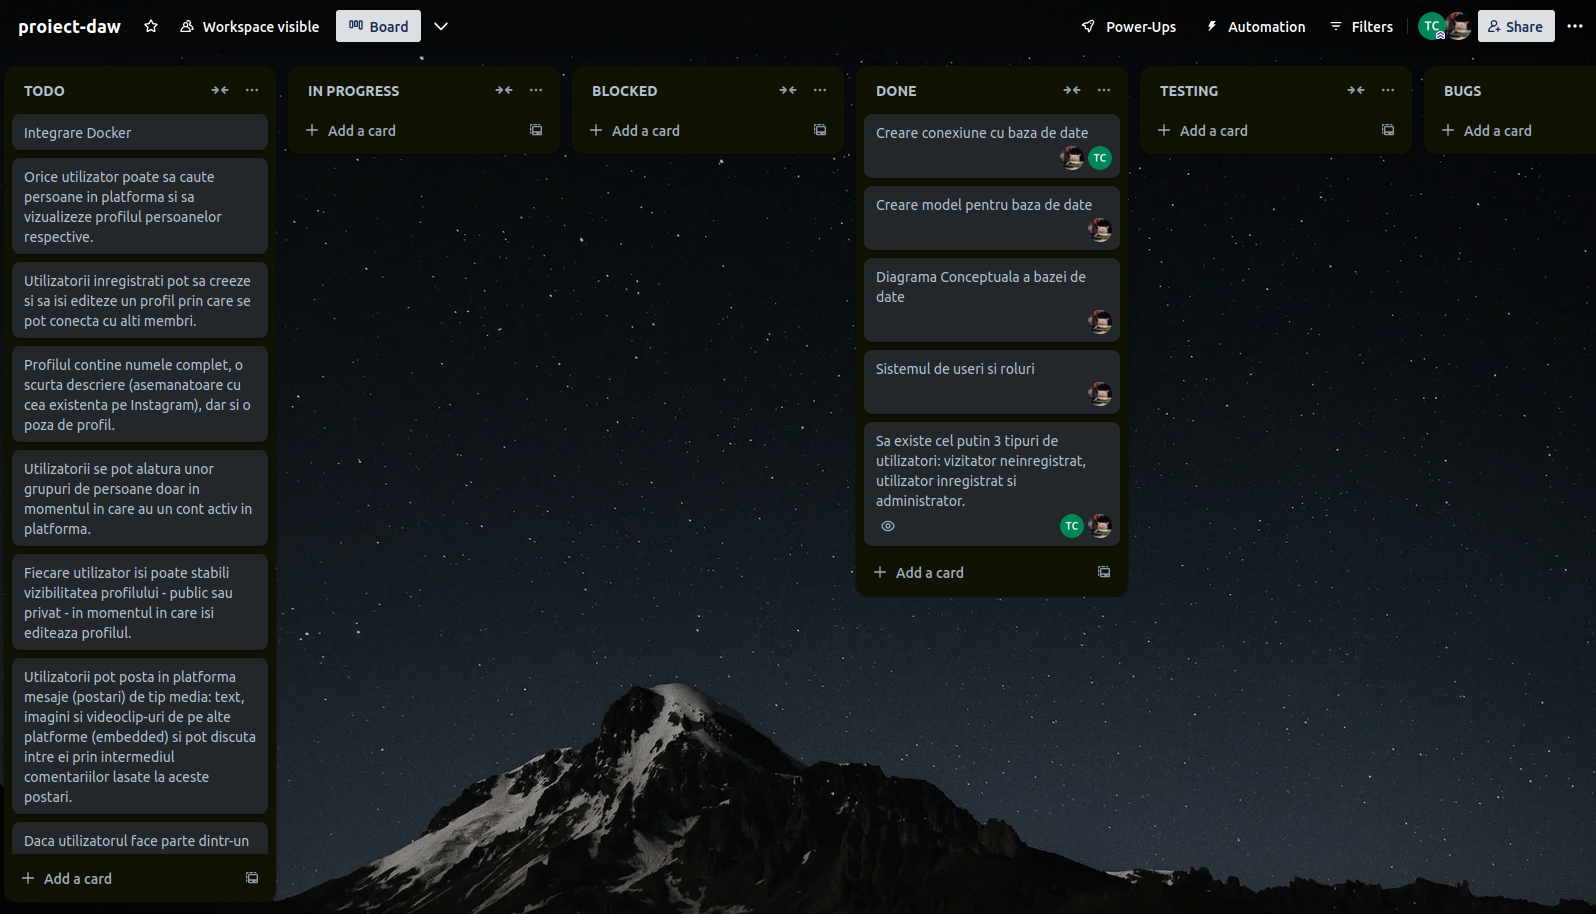 proiect-daw
Workspace visible
Board
Power-Ups
Automation
Filters
TC
Share
TODO
Integrare Docker
Orice utilizator poate sa caute
persoane in platforma si sa
vizualizeze profilul persoanelor
respective.
Utilizatorii inregistrati pot sa creeze
si sa isi editeze un profil prin care se
pot conecta cu alti membri.
Profilul contine numele complet, o
scurta descriere (asemanatoare cu
cea existenta pe Instagram), dar si o
poza de profil.
Utilizatorii se pot alatura unor
grupuri de persoane doar in
momentul in care au un cont activ in
platforma.
Fiecare utilizator isi poate stabili
vizibilitatea profilului - public sau
privat - in momentul in care isi
editeaza profilul.
Utilizatorii pot posta in platforma
mesaje (postari) de tip media: text,
imagini si videoclip-uri de pe alte
platforme (embedded) si pot discuta
intre ei prin intermediul
comentariilor lasate la aceste
postari.
Daca utilizatorul face parte dintr-un
Add a card
IN PROGRESS
Add a card
BLOCKED
Add a card
DONE
Creare conexiune cu baza de date
TC
Creare model pentru baza de date
Diagrama Conceptuala a bazei de
date
Sistemul de useri si roluri
Sa existe cel putin 3 tipuri de
utilizatori: vizitator neinregistrat,
utilizator inregistrat si
administrator.
TC
Add a card
TESTING
Add a card
BUGS
Add a card